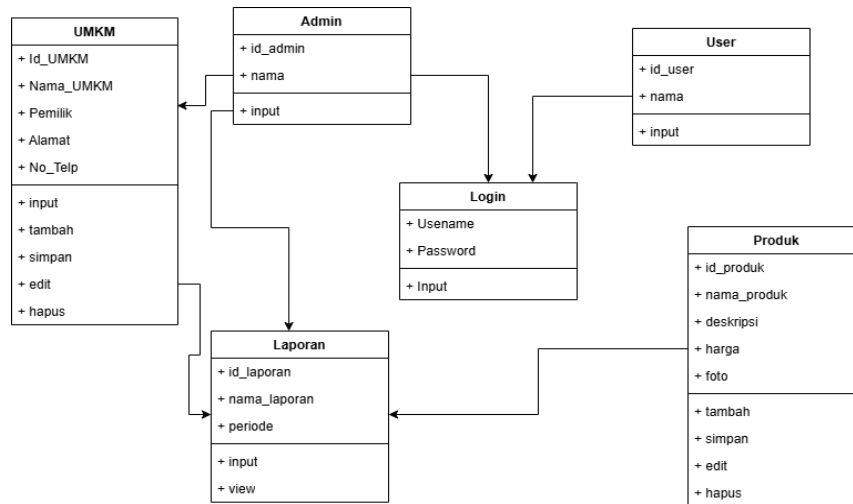 UMKM
+ Id_UMKM
+ Nama_UMKM
+ Pemilik
+ Alamat
+ No_Telp
+ input
+ tambah
+ simpan
+ edit
+ hapus
Admin
+ id_admin
+ nama
+ input
User
+ id_user
+ nama
+ input
Login
+ Usename
+ Password
+ Input
Produk
+ id_produk
+ nama_produk
+ deskripsi
+ harga
+ foto
+ tambah
+ simpan
+ edit
+ hapus
Laporan
+ id_laporan
+ nama_laporan
+ periode
+ input
+ view